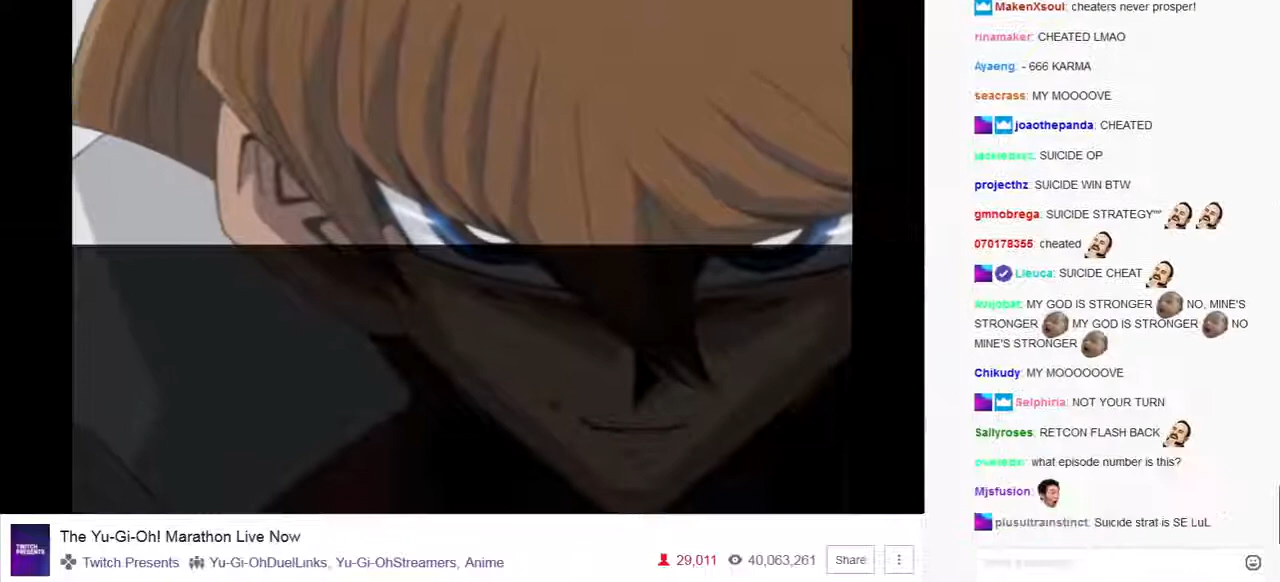 MakenXsoul: cheaters never prosper!
rinamaker: CHEATED LMAO
Ayaeng: - 666 KARMA
seacrass: MY MOOOOVE
joaothepanda: CHEATED
SUICIDE OP
projecthz: SUICIDE WIN BTW
gmnobrega: SUICIDE STRATEGY™
070178355: cheated
Lleuca: SUICIDE CHEAT
MY GOD IS STRONGER NO, MINE'S
STRONGER MY GOD IS STRONGER NO
MINE'S STRONGER
Chikudy: MY MOOOOOOVE
Selphiria: NOT YOUR TURN
Sallyroses: RETCON FLASH BACK
what episode number is this?
Mjsfusion:
plusultrainstinct: Suicide strat is SE LuL
TWITCH
PRESENTS
The Yu-Gi-Oh! Marathon Live Now
Twitch Presents Yu-Gi-OhDuelLinks, Yu-Gi-OhStreamers, Anime
29,011 40,063,261 Share